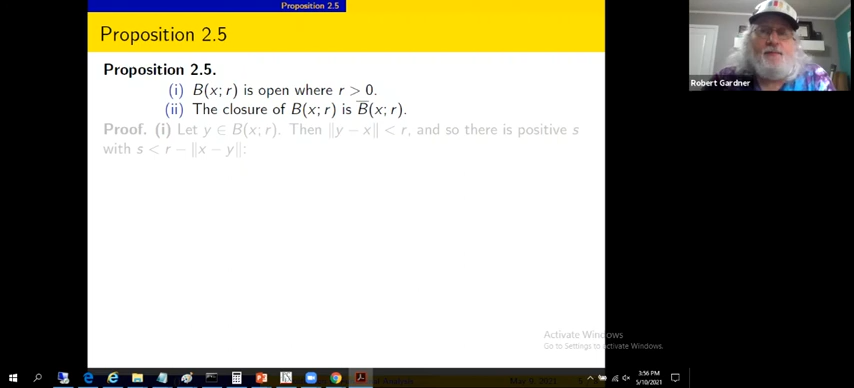 Proposition 2.5
Proposition 2.5
Proposition 2.5.
(i) B(x; r) is open where r > 0.
(ii) The closure of B(x; r) is B̅(x; r).
Proof. (i) Let y ∈ B(x; r). Then ‖y − x‖ < r, and so there is positive s
with s < r − ‖x − y‖:
Robert Gardner
Activate Windows
Go to Settings to activate Windows.
3:56 PM
5/10/2021